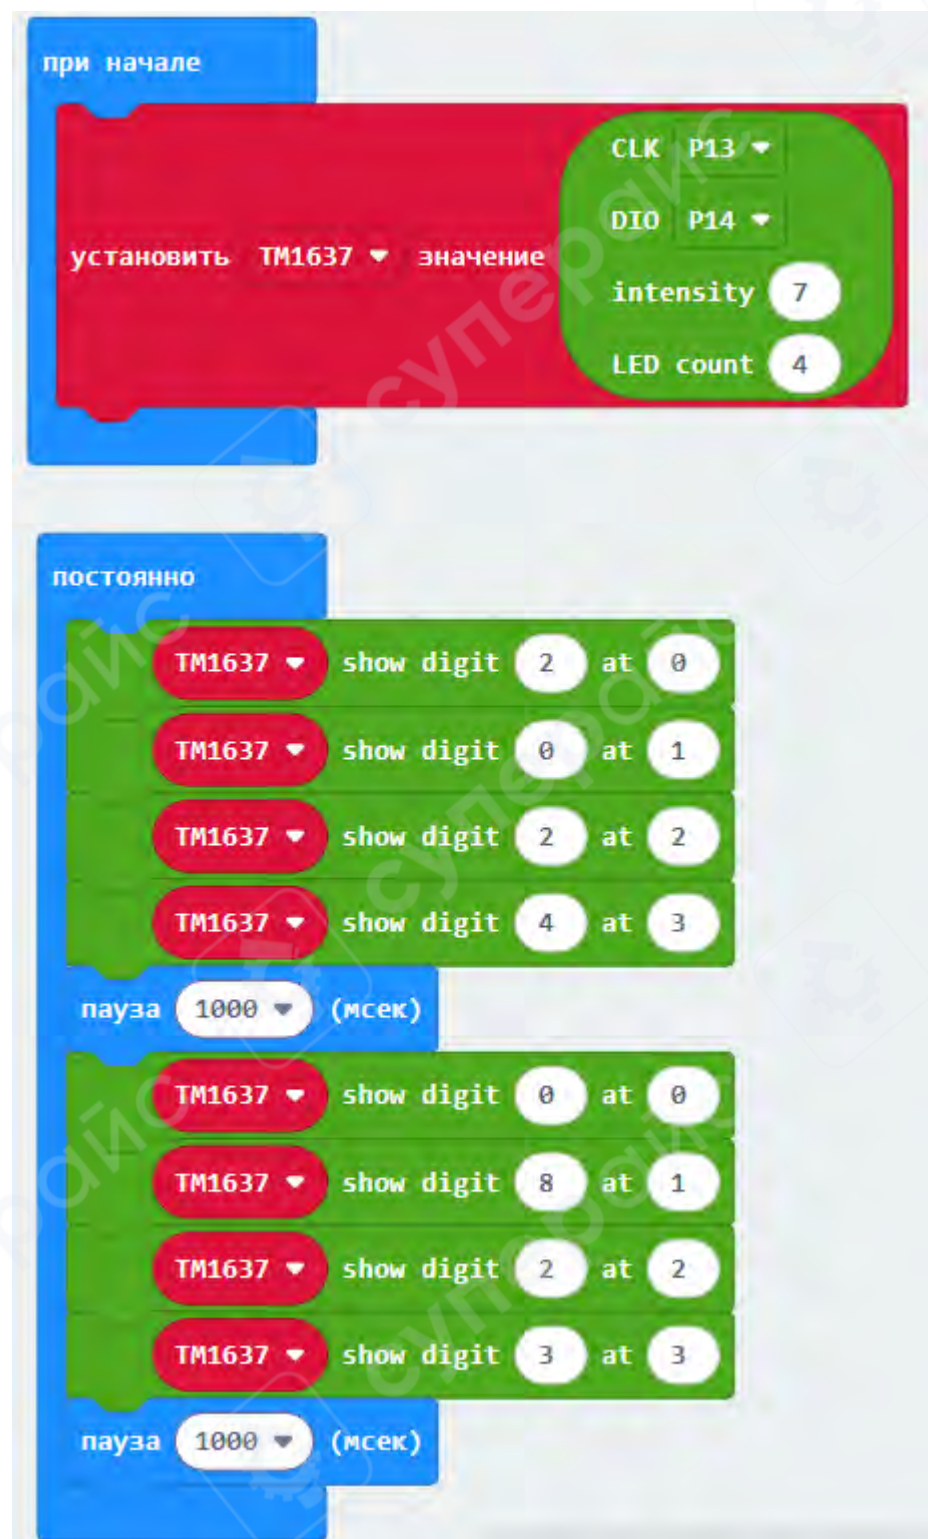 при начале
CLK P13
DIO P14
установить TM1637 значение
intensity 7
LED count 4
постоянно
TM1637 show digit 2 at 0
TM1637 show digit 0 at 1
TM1637 show digit 2 at 2
TM1637 show digit 4 at 3
пауза 1000 (мсек)
TM1637 show digit 0 at 0
TM1637 show digit 8 at 1
TM1637 show digit 2 at 2
TM1637 show digit 3 at 3
пауза 1000 (мсек)
суперайс